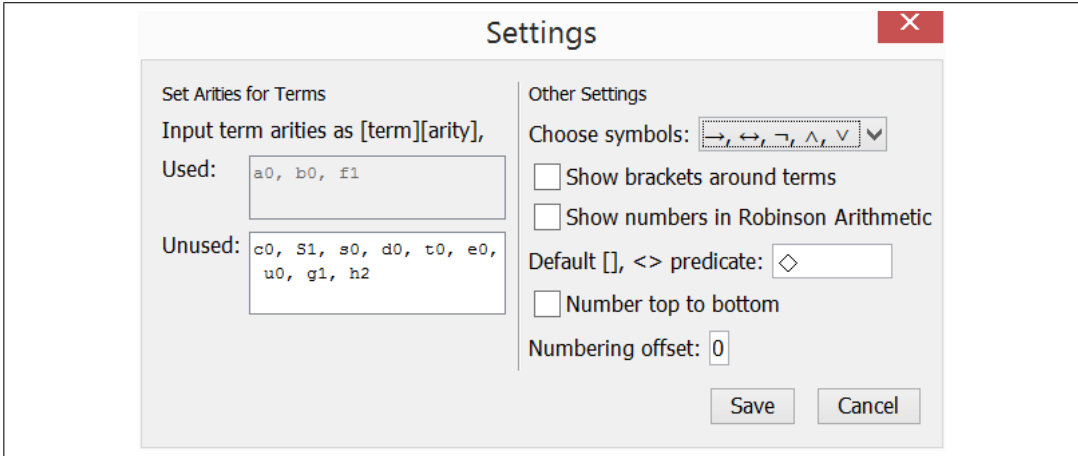 Settings
Set Arities for Terms
Input term arities as [term][arity],
Used:
a0, b0, f1
Unused:
c0, S1, s0, d0, t0, e0,
u0, g1, h2
Other Settings
Choose symbols: →, ↔, ¬, ∧, ∨
Show brackets around terms
Show numbers in Robinson Arithmetic
Default [], <> predicate: ◇
Number top to bottom
Numbering offset: 0
Save
Cancel